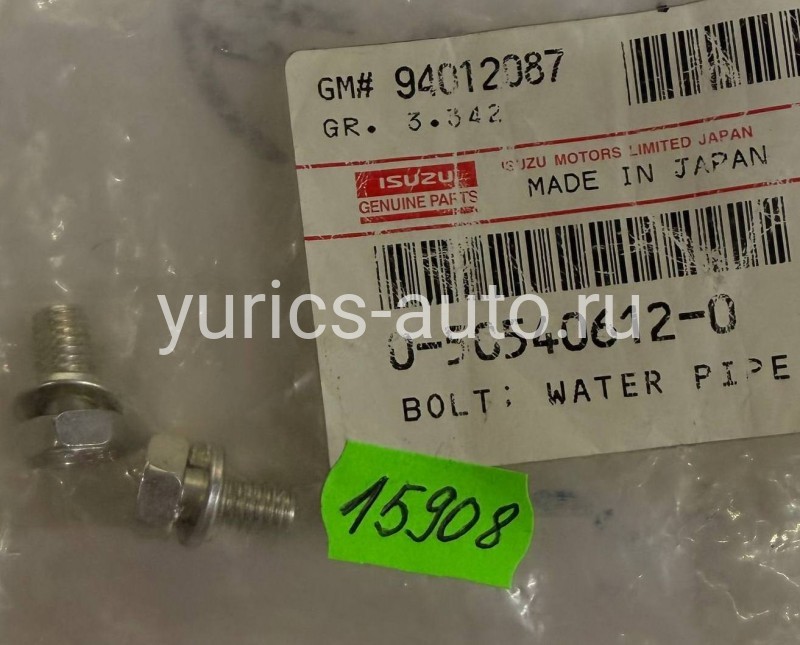 GM# 94012087
GR. 3.342
ISUZU
GENUINE PARTS
ISUZU MOTORS LIMITED JAPAN
MADE IN JAPAN
yurics-auto.ru
BOLT; WATER PIPE
15908